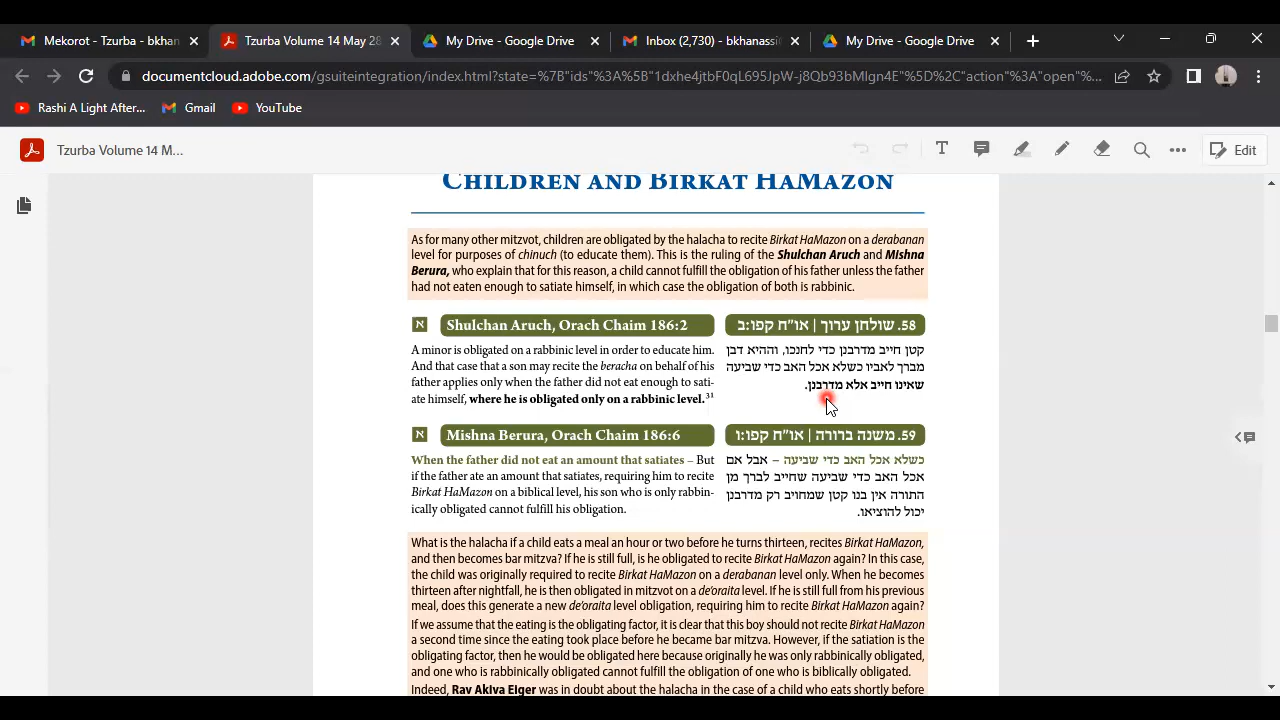 Mekorot - Tzurba - bkhan
Tzurba Volume 14 May 28
My Drive - Google Drive
Inbox (2,730) - bkhanassi
My Drive - Google Drive
documentcloud.adobe.com/gsuiteintegration/index.html?state=%7B"ids"%3A%5B"1dxhe4jtbF0qL695JpW-j8Qb93bMlgn4E"%5D%2C"action"%3A"open"%...
Rashi A Light After...
Gmail
YouTube
Tzurba Volume 14 M...
Edit
CHILDREN AND BIRKAT HAMAZON
As for many other mitzvot, children are obligated by the halacha to recite Birkat HaMazon on a derabanan
level for purposes of chinuch (to educate them). This is the ruling of the Shulchan Aruch and Mishna
Berura, who explain that for this reason, a child cannot fulfill the obligation of his father unless the father
had not eaten enough to satiate himself, in which case the obligation of both is rabbinic.
א Shulchan Aruch, Orach Chaim 186:2
A minor is obligated on a rabbinic level in order to educate him.
And that case that a son may recite the beracha on behalf of his
father applies only when the father did not eat enough to sati-
ate himself, where he is obligated only on a rabbinic level.31
58. שולחן ערוך | או"ח קפו:ב
קטן חייב מדרבנן כדי לחנכו, וההיא דבן
מברך לאביו כשלא אכל האב כדי שביעה
שאינו חייב אלא מדרבנן.
א Mishna Berura, Orach Chaim 186:6
When the father did not eat an amount that satiates – But
if the father ate an amount that satiates, requiring him to recite
Birkat HaMazon on a biblical level, his son who is only rabbin-
ically obligated cannot fulfill his obligation.
59. משנה ברורה | או"ח קפו:ו
כשלא אכל האב כדי שביעה – אבל אם
אכל האב כדי שביעה שחייב לברך מן
התורה אין בנו קטן שמחויב רק מדרבנן
יכול להוציאו.
What is the halacha if a child eats a meal an hour or two before he turns thirteen, recites Birkat HaMazon,
and then becomes bar mitzva? If he is still full, is he obligated to recite Birkat HaMazon again? In this case,
the child was originally required to recite Birkat HaMazon on a derabanan level only. When he becomes
thirteen after nightfall, he is then obligated in mitzvot on a de'oraita level. If he is still full from his previous
meal, does this generate a new de'oraita level obligation, requiring him to recite Birkat HaMazon again?
If we assume that the eating is the obligating factor, it is clear that this boy should not recite Birkat HaMazon
a second time since the eating took place before he became bar mitzva. However, if the satiation is the
obligating factor, then he would be obligated here because originally he was only rabbinically obligated,
and one who is rabbinically obligated cannot fulfill the obligation of one who is biblically obligated.
Indeed, Rav Akiva Eiger was in doubt about the halacha in the case of a child who eats shortly before